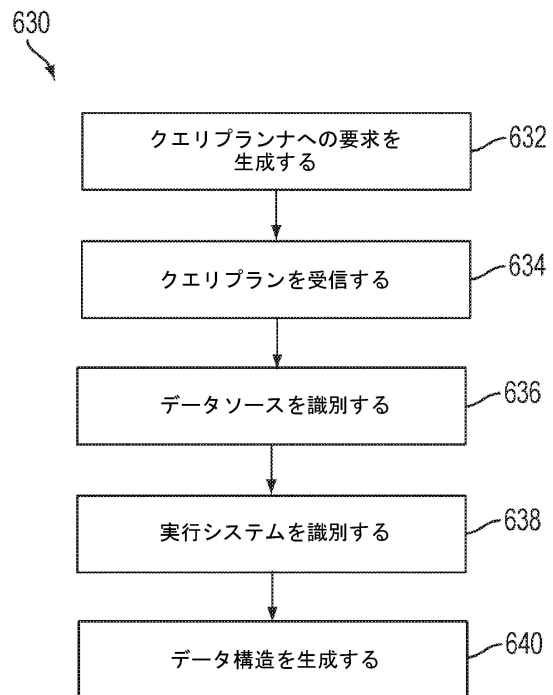 630
クエリプランナへの要求を
生成する
632
クエリプランを受信する
634
データソースを識別する
636
実行システムを識別する
638
データ構造を生成する
640